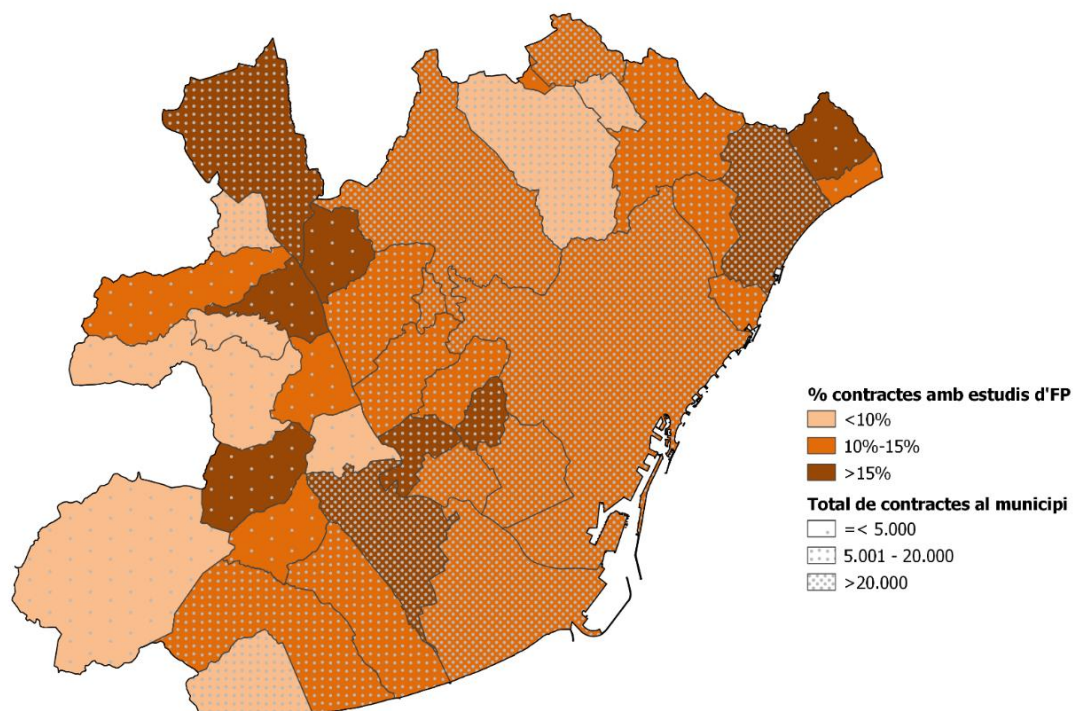 % contractes amb estudis d'FP
<10%
10%-15%
>15%
Total de contractes al municipi
=< 5.000
5.001 - 20.000
>20.000